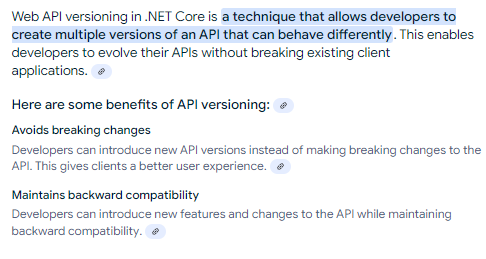 Web API versioning in .NET Core is a technique that allows developers to
create multiple versions of an API that can behave differently. This enables
developers to evolve their APIs without breaking existing client
applications.
Here are some benefits of API versioning:
Avoids breaking changes
Developers can introduce new API versions instead of making breaking changes to the
API. This gives clients a better user experience.
Maintains backward compatibility
Developers can introduce new features and changes to the API while maintaining
backward compatibility.